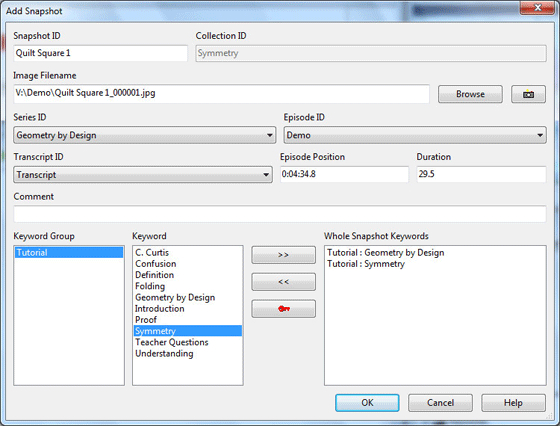 Add Snapshot
Snapshot ID Collection ID
Quilt Square 1 Symmetry
Image Filename
V:\Demo\Quilt Square 1_000001.jpg Browse
Series ID Episode ID
Geometry by Design Demo
Transcript ID Episode Position Duration
Transcript 0:04:34.8 29.5
Comment
Keyword Group Keyword Whole Snapshot Keywords
Tutorial
C. Curtis
Confusion
Definition
Folding
Geometry by Design
Introduction
Proof
Symmetry
Teacher Questions
Understanding
>>
<<
Tutorial : Geometry by Design
Tutorial : Symmetry
OK Cancel Help